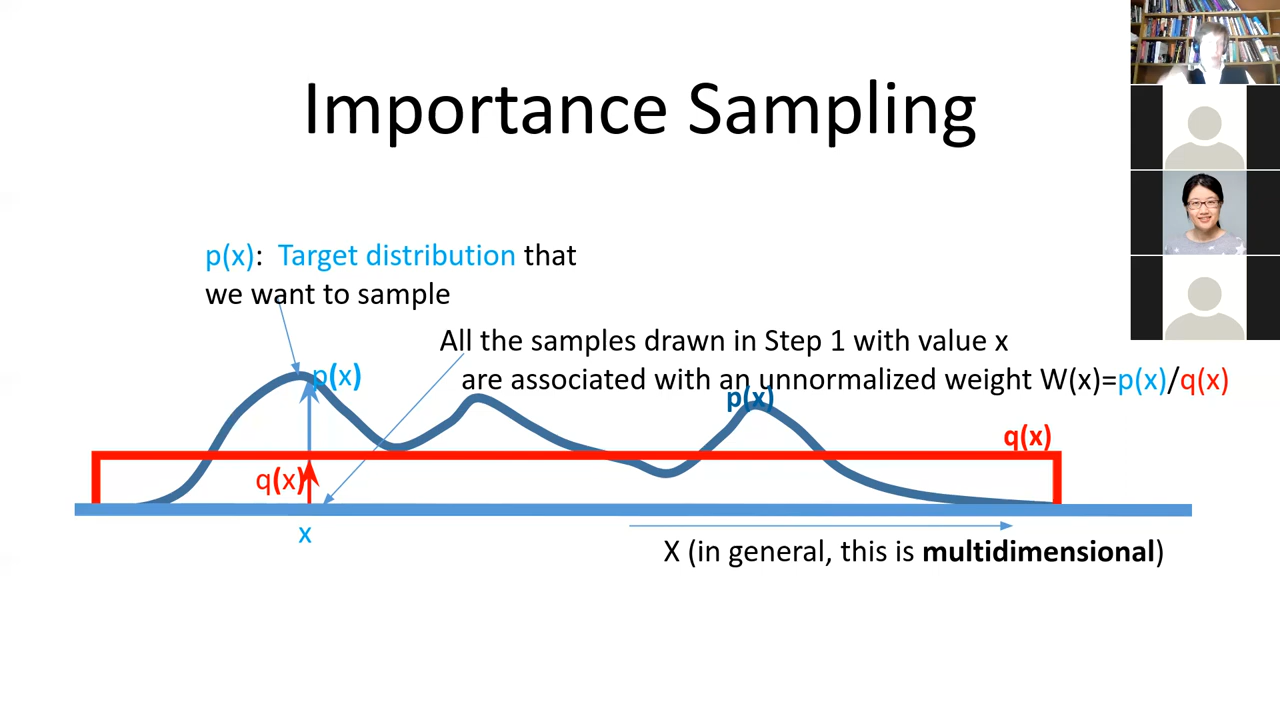 Importance Sampling
p(x): Target distribution that
we want to sample
All the samples drawn in Step 1 with value x
are associated with an unnormalized weight W(x)=p(x)/q(x)
p(x)
p(x)
q(x)
q(x)
x
X (in general, this is multidimensional)